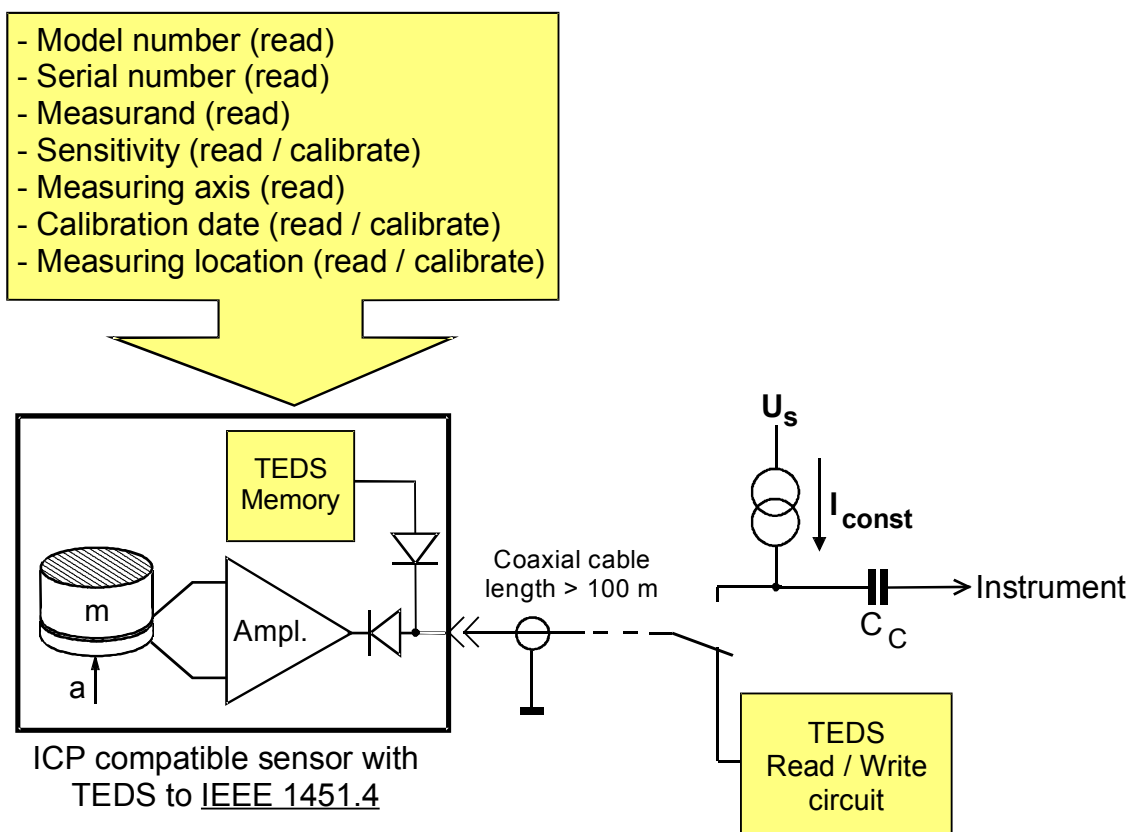 - Model number (read)
- Serial number (read)
- Measurand (read)
- Sensitivity (read / calibrate)
- Measuring axis (read)
- Calibration date (read / calibrate)
- Measuring location (read / calibrate)
TEDS
Memory
m
a
Ampl.
Coaxial cable
length > 100 m
Us
Iconst
CC
Instrument
TEDS
Read / Write
circuit
ICP compatible sensor with
TEDS to IEEE 1451.4